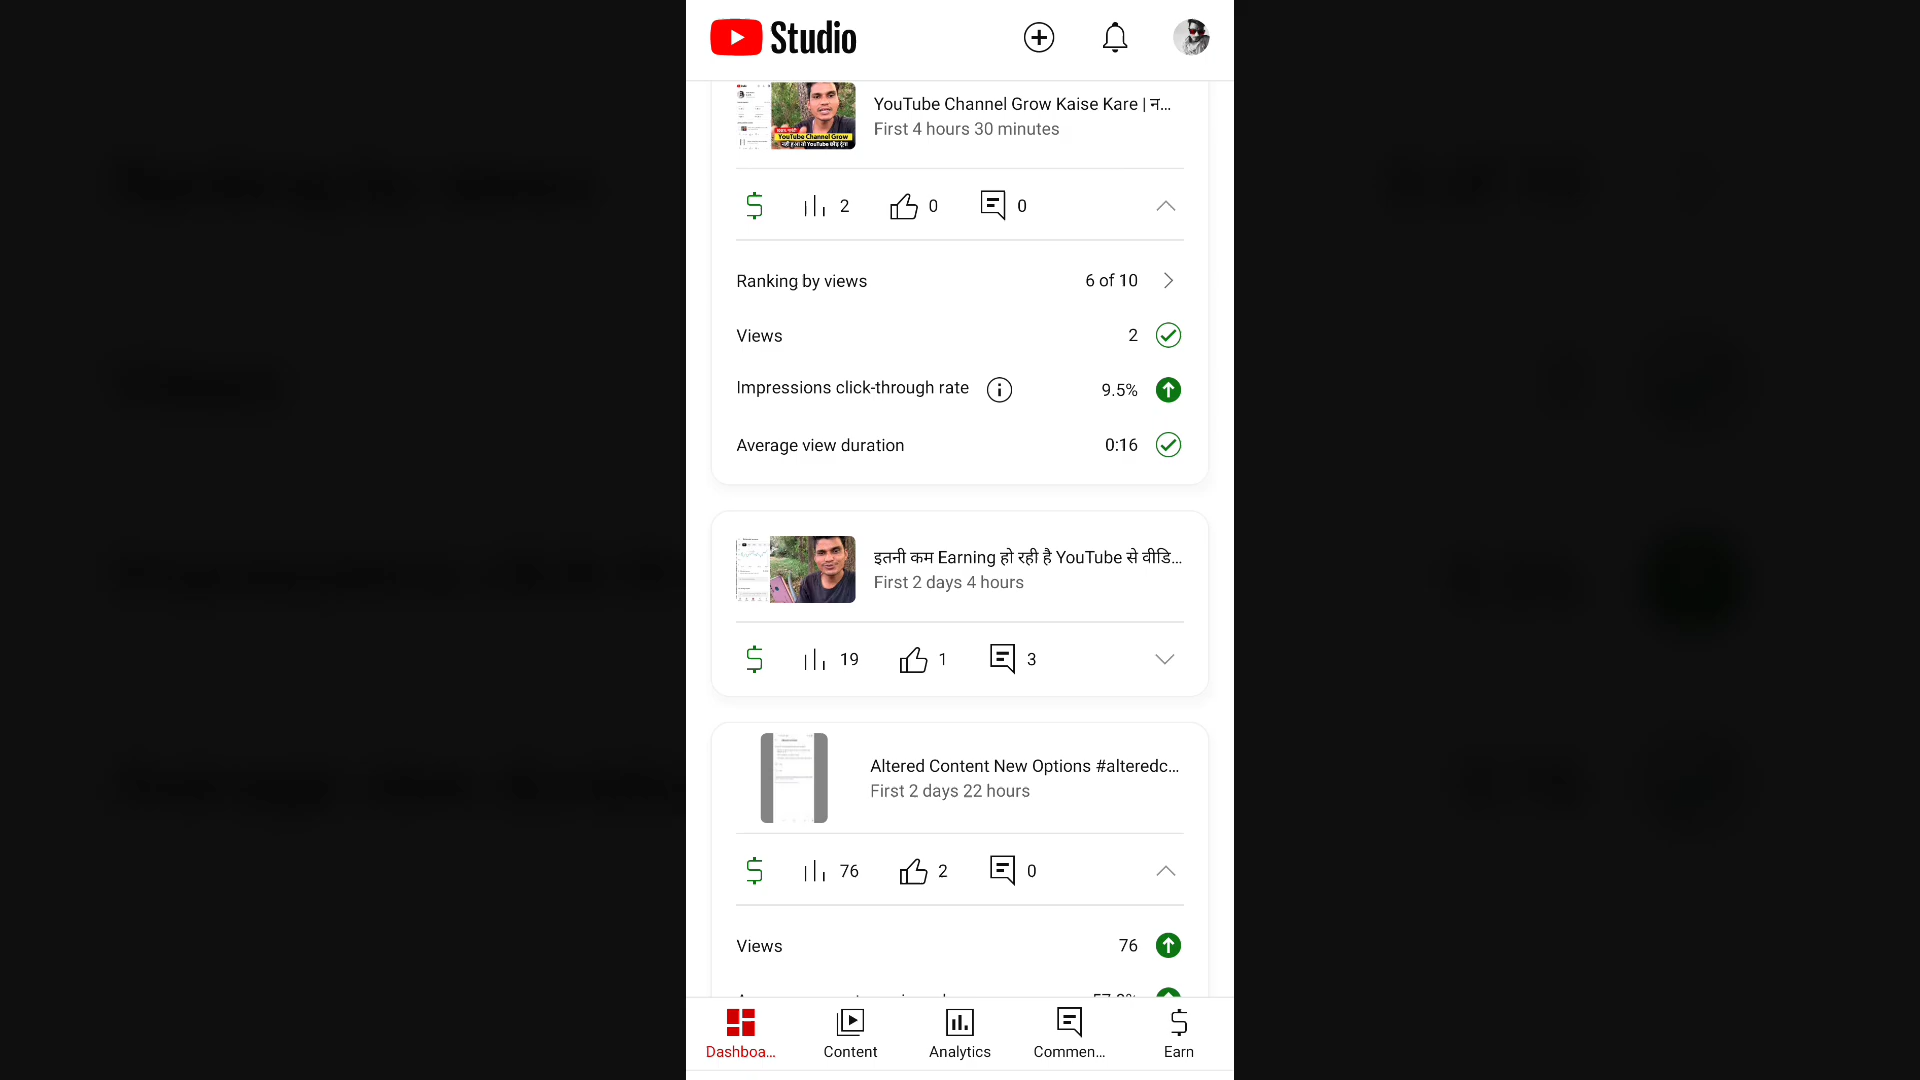 Studio
YouTube Channel Grow Kaise Kare | न...
First 4 hours 30 minutes
YouTube Channel Grow
2
0
0
Ranking by views
6 of 10
Views
2
Impressions click-through rate
9.5%
Average view duration
0:16
इतनी कम Earning हो रही है YouTube से वीडि...
First 2 days 4 hours
19
1
3
Altered Content New Options #alteredc...
First 2 days 22 hours
76
2
0
Views
76
Dashboa...
Content
Analytics
Commen...
Earn